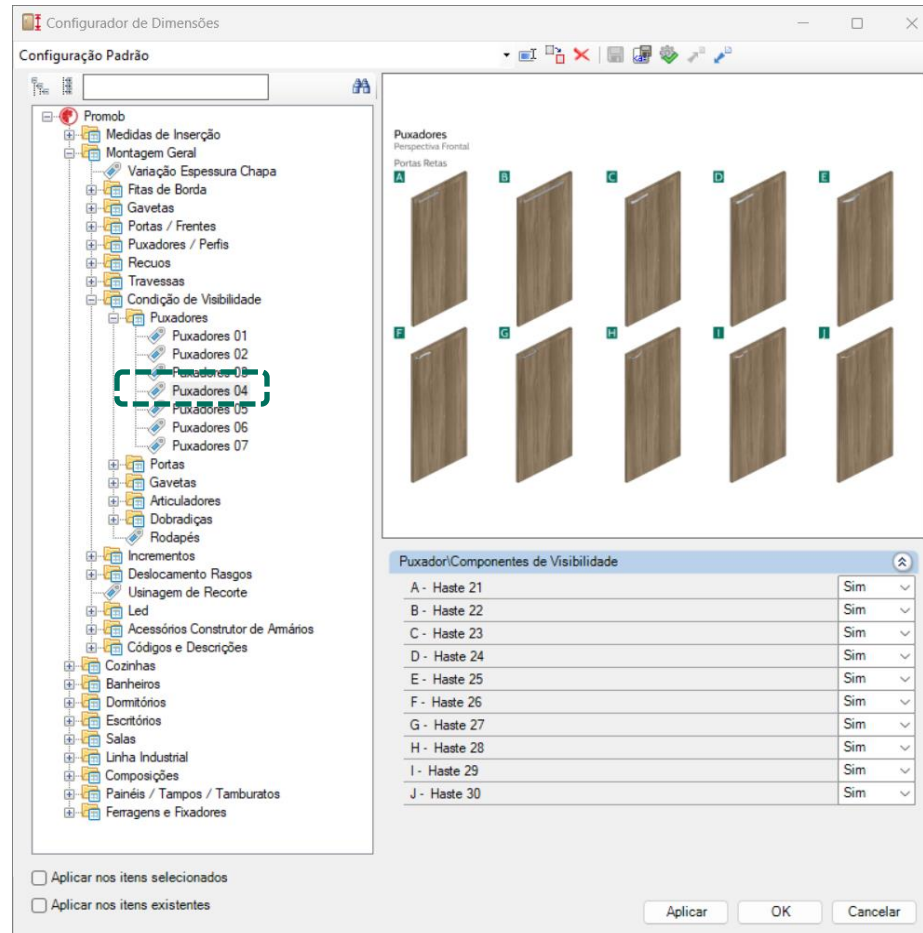 Configurador de Dimensões
Configuração Padrão
Promob
Medidas de Inserção
Montagem Geral
Variação Espessura Chapa
Fitas de Borda
Gavetas
Portas / Frentes
Puxadores / Perfis
Recuos
Travessas
Condição de Visibilidade
Puxadores
Puxadores 01
Puxadores 02
Puxadores 03
Puxadores 04
Puxadores 05
Puxadores 06
Puxadores 07
Portas
Gavetas
Articuladores
Dobradiças
Rodapés
Incrementos
Deslocamento Rasgos
Usinagem de Recorte
Led
Acessórios Construtor de Armários
Códigos e Descrições
Cozinhas
Banheiros
Dormitórios
Escritórios
Salas
Linha Industrial
Composições
Painéis / Tampos / Tamburatos
Ferragens e Fixadores
Aplicar nos itens selecionados
Aplicar nos itens existentes
Puxadores
Perspectiva Frontal
Portas Retas
A B C D E
F G H I J
Puxador\Componentes de Visibilidade
A - Haste 21 Sim
B - Haste 22 Sim
C - Haste 23 Sim
D - Haste 24 Sim
E - Haste 25 Sim
F - Haste 26 Sim
G - Haste 27 Sim
H - Haste 28 Sim
I - Haste 29 Sim
J - Haste 30 Sim
Aplicar OK Cancelar